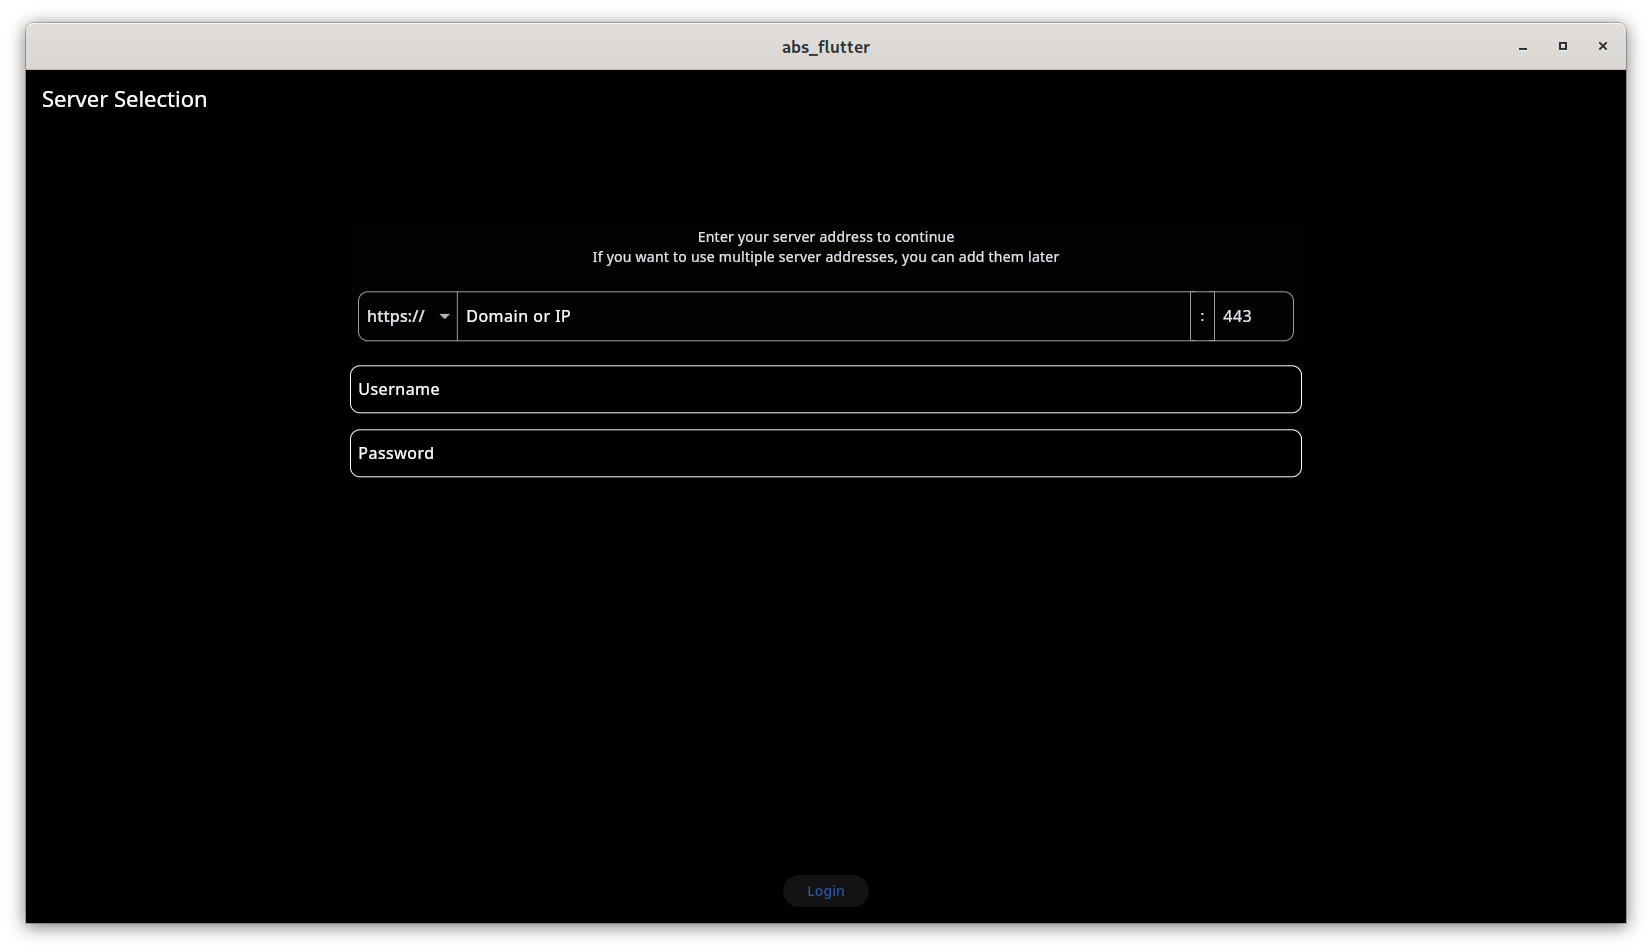 abs_flutter
Server Selection
Enter your server address to continue
If you want to use multiple server addresses, you can add them later
https:// Domain or IP : 443
Username
Password
Login